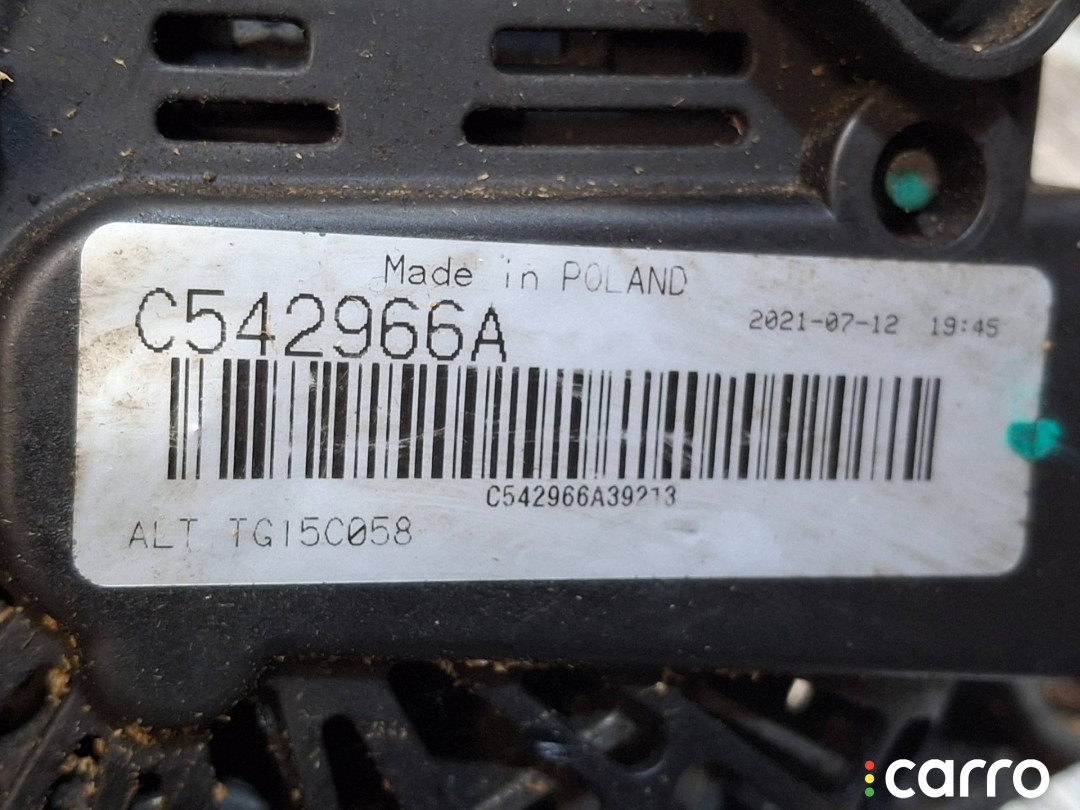 Made in POLAND
C542966A
2021-07-12 19:45
C542966A39213
ALT TG15C058
carro